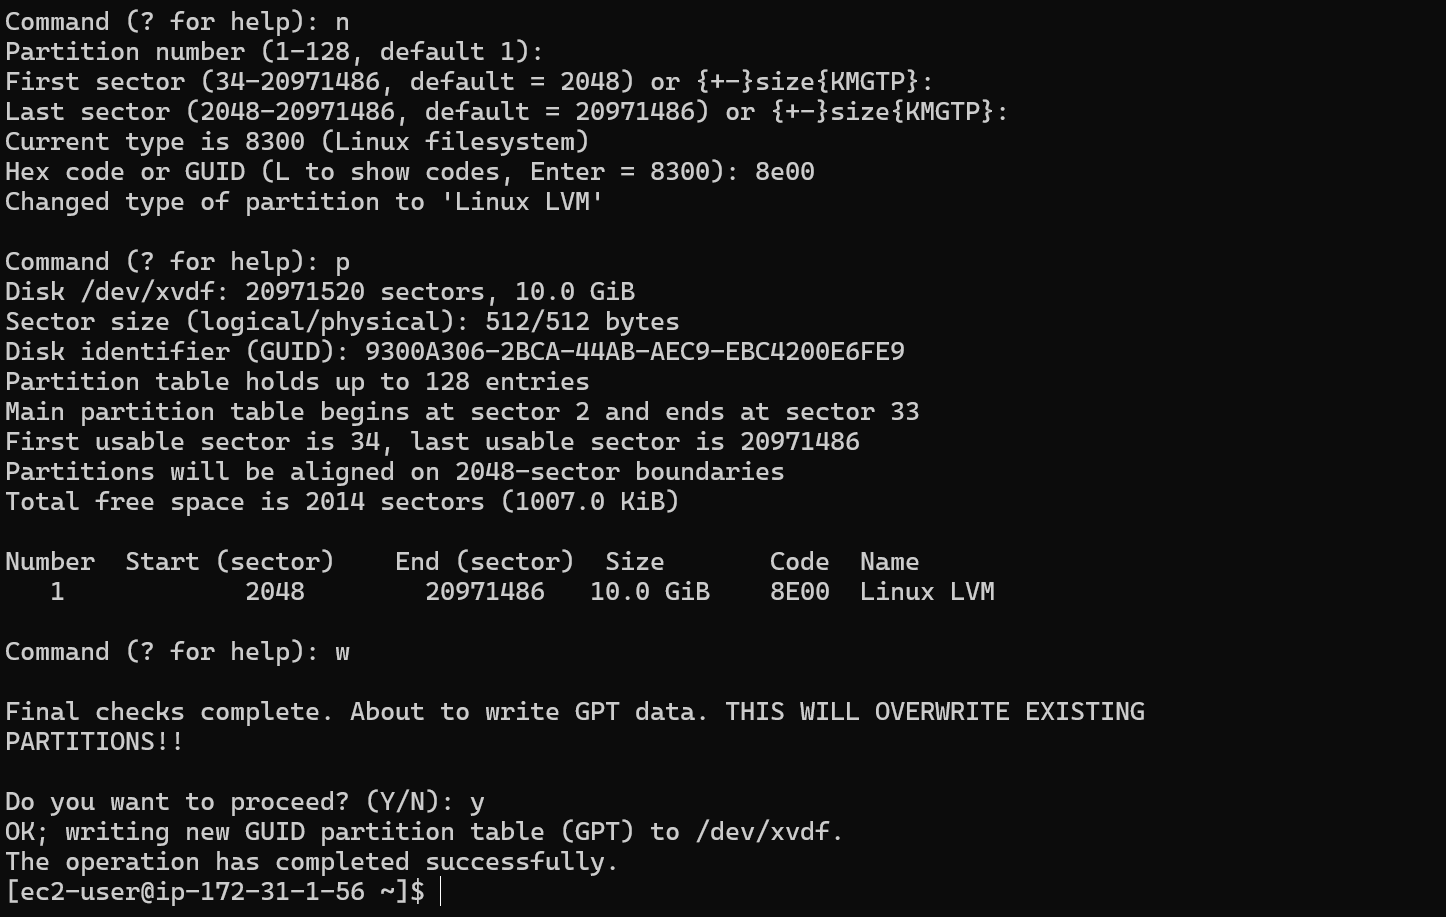 Command (? for help): n
Partition number (1-128, default 1):
First sector (34-20971486, default = 2048) or {+-}size{KMGTP}:
Last sector (2048-20971486, default = 20971486) or {+-}size{KMGTP}:
Current type is 8300 (Linux filesystem)
Hex code or GUID (L to show codes, Enter = 8300): 8e00
Changed type of partition to 'Linux LVM'

Command (? for help): p
Disk /dev/xvdf: 20971520 sectors, 10.0 GiB
Sector size (logical/physical): 512/512 bytes
Disk identifier (GUID): 9300A306-2BCA-44AB-AEC9-EBC4200E6FE9
Partition table holds up to 128 entries
Main partition table begins at sector 2 and ends at sector 33
First usable sector is 34, last usable sector is 20971486
Partitions will be aligned on 2048-sector boundaries
Total free space is 2014 sectors (1007.0 KiB)

Number  Start (sector)    End (sector)  Size       Code  Name
   1            2048        20971486   10.0 GiB    8E00  Linux LVM

Command (? for help): w

Final checks complete. About to write GPT data. THIS WILL OVERWRITE EXISTING
PARTITIONS!!

Do you want to proceed? (Y/N): y
OK; writing new GUID partition table (GPT) to /dev/xvdf.
The operation has completed successfully.
[ec2-user@ip-172-31-1-56 ~]$